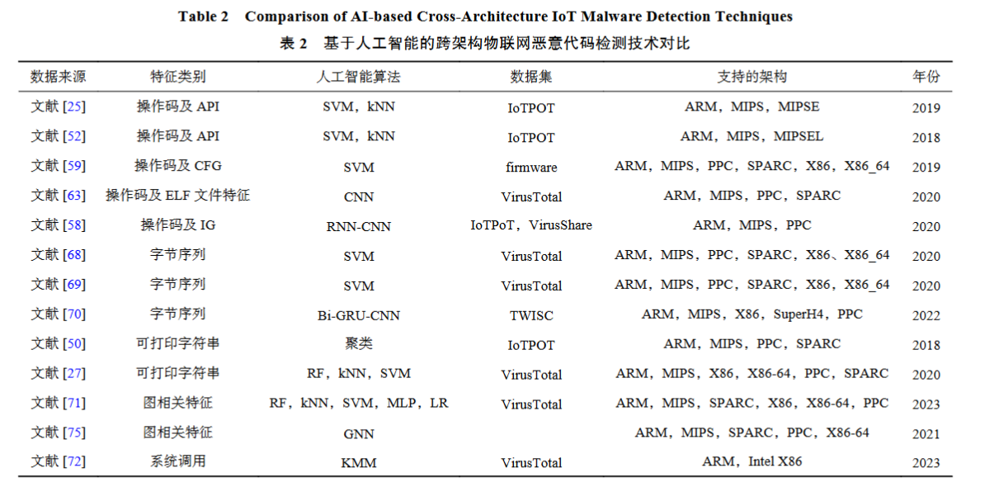 Table 2 Comparison of AI-based Cross-Architecture IoT Malware Detection Techniques
表 2 基于人工智能的跨架构物联网恶意代码检测技术对比
数据来源 特征类别 人工智能算法 数据集 支持的架构 年份
文献 [25] 操作码及 API SVM，kNN IoTPOT ARM，MIPS，MIPSE 2019
文献 [52] 操作码及 API SVM，kNN IoTPOT ARM，MIPS，MIPSEL 2018
文献 [59] 操作码及 CFG SVM firmware ARM，MIPS，PPC，SPARC，X86，X86_64 2019
文献 [63] 操作码及 ELF 文件特征 CNN VirusTotal ARM，MIPS，PPC，SPARC 2020
文献 [58] 操作码及 IG RNN-CNN IoTPoT，VirusShare ARM，MIPS，PPC 2020
文献 [68] 字节序列 SVM VirusTotal ARM，MIPS，PPC，SPARC，X86、X86_64 2020
文献 [69] 字节序列 SVM VirusTotal ARM，MIPS，PPC，SPARC，X86，X86_64 2020
文献 [70] 字节序列 Bi-GRU-CNN TWISC ARM，MIPS，X86，SuperH4，PPC 2022
文献 [50] 可打印字符串 聚类 IoTPOT ARM，MIPS，PPC，SPARC 2018
文献 [27] 可打印字符串 RF，kNN，SVM VirusTotal ARM，MIPS，X86，X86-64，PPC，SPARC 2020
文献 [71] 图相关特征 RF，kNN，SVM，MLP，LR VirusTotal ARM，MIPS，SPARC，X86，X86-64，PPC 2023
文献 [75] 图相关特征 GNN ARM，MIPS，SPARC，PPC，X86-64 2021
文献 [72] 系统调用 KMM VirusTotal ARM，Intel X86 2023